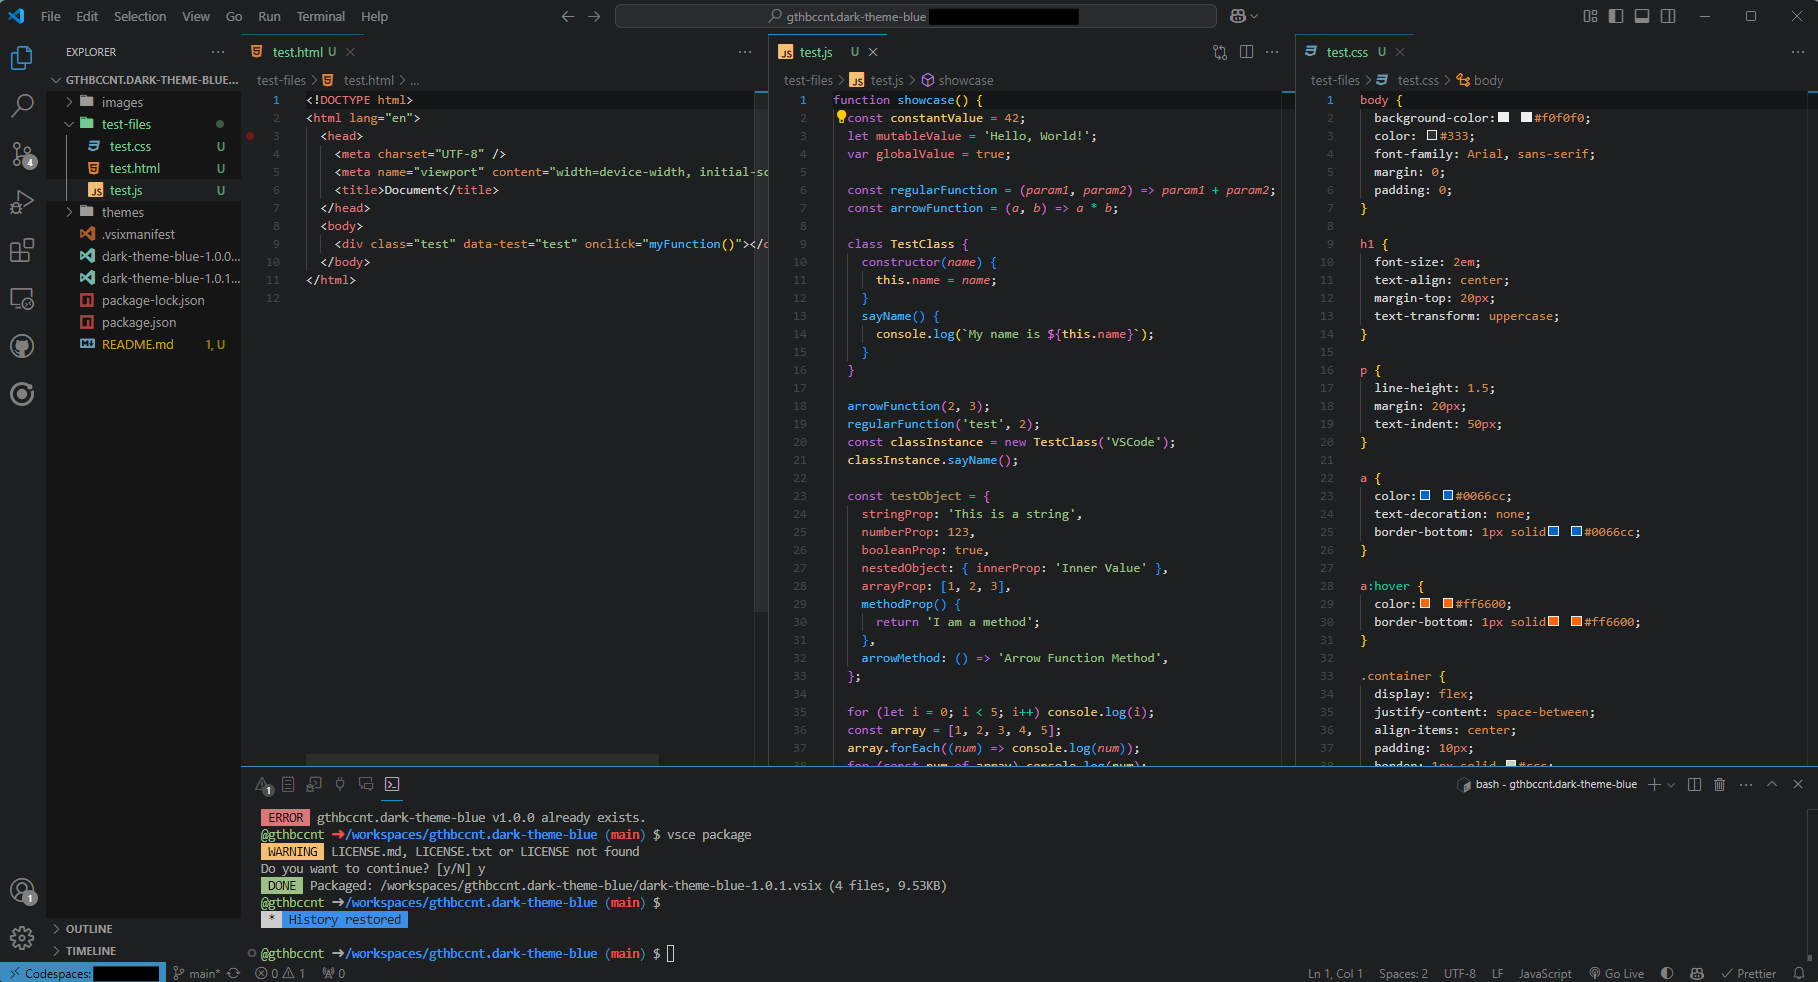 File Edit Selection View Go Run Terminal Help
gthbccnt.dark-theme-blue
EXPLORER
GTHBCCNT.DARK-THEME-BLUE...
images
test-files
test.css U
test.html U
test.js U
themes
.vsixmanifest
dark-theme-blue-1.0.0...
dark-theme-blue-1.0.1...
package-lock.json
package.json
README.md 1, U
OUTLINE
TIMELINE
4
1
test.html U
test-files > test.html > ...
1 <!DOCTYPE html>
2 <html lang="en">
3 <head>
4 <meta charset="UTF-8" />
5 <meta name="viewport" content="width=device-width, initial-sc
6 <title>Document</title>
7 </head>
8 <body>
9 <div class="test" data-test="test" onclick="myFunction()"></d
10 </body>
11 </html>
12
test.js U
test-files > test.js > showcase
1 function showcase() {
2 const constantValue = 42;
3 let mutableValue = 'Hello, World!';
4 var globalValue = true;
5
6 const regularFunction = (param1, param2) => param1 + param2;
7 const arrowFunction = (a, b) => a * b;
8
9 class TestClass {
10 constructor(name) {
11 this.name = name;
12 }
13 sayName() {
14 console.log(`My name is ${this.name}`);
15 }
16 }
17
18 arrowFunction(2, 3);
19 regularFunction('test', 2);
20 const classInstance = new TestClass('VSCode');
21 classInstance.sayName();
22
23 const testObject = {
24 stringProp: 'This is a string',
25 numberProp: 123,
26 booleanProp: true,
27 nestedObject: { innerProp: 'Inner Value' },
28 arrayProp: [1, 2, 3],
29 methodProp() {
30 return 'I am a method';
31 },
32 arrowMethod: () => 'Arrow Function Method',
33 };
34
35 for (let i = 0; i < 5; i++) console.log(i);
36 const array = [1, 2, 3, 4, 5];
37 array.forEach((num) => console.log(num));
38 for (const num of array) console.log(num);
test.css U
test-files > test.css > body
1 body {
2 background-color: #f0f0f0;
3 color: #333;
4 font-family: Arial, sans-serif;
5 margin: 0;
6 padding: 0;
7 }
8
9 h1 {
10 font-size: 2em;
11 text-align: center;
12 margin-top: 20px;
13 text-transform: uppercase;
14 }
15
16 p {
17 line-height: 1.5;
18 margin: 20px;
19 text-indent: 50px;
20 }
21
22 a {
23 color: #0066cc;
24 text-decoration: none;
25 border-bottom: 1px solid #0066cc;
26 }
27
28 a:hover {
29 color: #ff6600;
30 border-bottom: 1px solid #ff6600;
31 }
32
33 .container {
34 display: flex;
35 justify-content: space-between;
36 align-items: center;
37 padding: 10px;
38 border: 1px solid #ccc;
1
bash - gthbccnt.dark-theme-blue
ERROR gthbccnt.dark-theme-blue v1.0.0 already exists.
@gthbccnt ➜/workspaces/gthbccnt.dark-theme-blue (main) $ vsce package
WARNING LICENSE.md, LICENSE.txt or LICENSE not found
Do you want to continue? [y/N] y
DONE Packaged: /workspaces/gthbccnt.dark-theme-blue/dark-theme-blue-1.0.1.vsix (4 files, 9.53KB)
@gthbccnt ➜/workspaces/gthbccnt.dark-theme-blue (main) $
* History restored
@gthbccnt ➜/workspaces/gthbccnt.dark-theme-blue (main) $
Codespaces: main* 0 1 0 Ln 1, Col 1 Spaces: 2 UTF-8 LF JavaScript Go Live Prettier